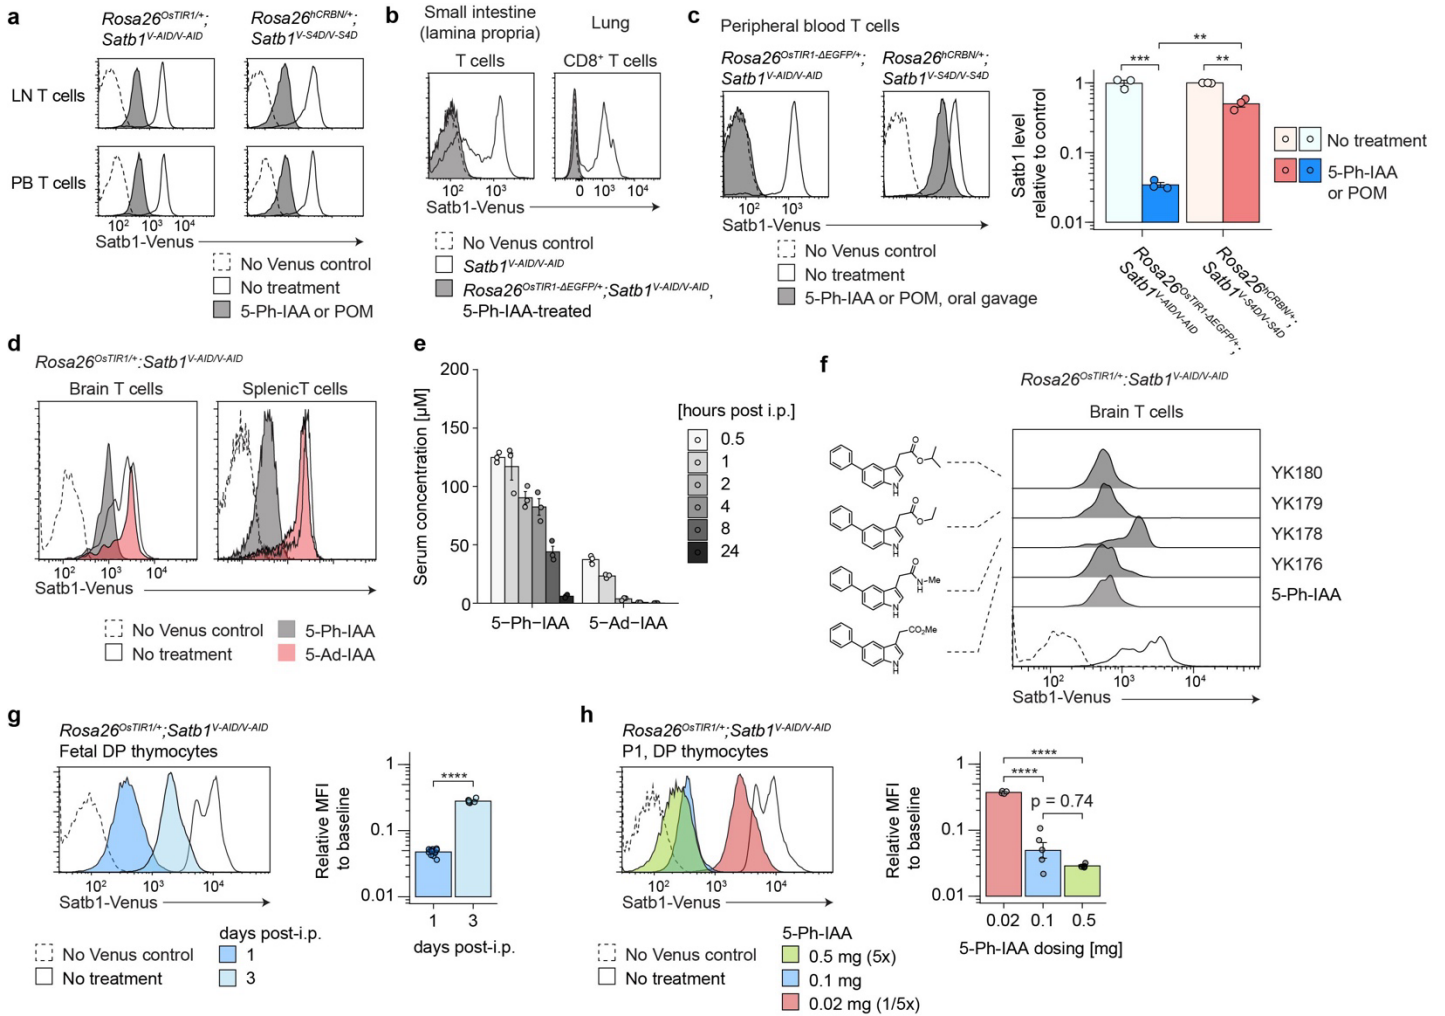 a
Rosa26OsTIR1/+;
Satb1V-AID/V-AID
Rosa26hCRBN/+;
Satb1V-S4D/V-S4D
LN T cells
PB T cells
10² 10³ 10⁴
Satb1-Venus
No Venus control
No treatment
5-Ph-IAA or POM
b
Small intestine
(lamina propria)
Lung
T cells
CD8⁺ T cells
10² 10³
0 10³ 10⁴
Satb1-Venus
No Venus control
Satb1V-AID/V-AID
Rosa26OsTIR1-ΔEGFP/+;Satb1V-AID/V-AID,
5-Ph-IAA-treated
c
Peripheral blood T cells
Rosa26OsTIR1-ΔEGFP/+;
Satb1V-AID/V-AID
Rosa26hCRBN/+;
Satb1V-S4D/V-S4D
10² 10³
Satb1-Venus
No Venus control
No treatment
5-Ph-IAA or POM, oral gavage
Satb1 level
relative to control
1
0.1
0.01
***
**
**
Rosa26OsTIR1-ΔEGFP/+;
Satb1V-AID/V-AID
Rosa26hCRBN/+;
Satb1V-S4D/V-S4D
No treatment
5-Ph-IAA
or POM
d
Rosa26OsTIR1/+:Satb1V-AID/V-AID
Brain T cells
SplenicT cells
10² 10³ 10⁴
Satb1-Venus
No Venus control
No treatment
5-Ph-IAA
5-Ad-IAA
e
Serum concentration [µM]
200
150
100
50
0
5-Ph-IAA
5-Ad-IAA
[hours post i.p.]
0.5
1
2
4
8
24
f
Rosa26OsTIR1/+:Satb1V-AID/V-AID
Brain T cells
O
O
N
H
O
O
N
H
O
N
H
Me
N
H
CO₂Me
N
H
YK180
YK179
YK178
YK176
5-Ph-IAA
10² 10³ 10⁴
Satb1-Venus
g
Rosa26OsTIR1/+;Satb1V-AID/V-AID
Fetal DP thymocytes
10² 10³ 10⁴
Satb1-Venus
No Venus control
No treatment
days post-i.p.
1
3
Relative MFI
to baseline
1
0.1
0.01
****
1 3
days post-i.p.
h
Rosa26OsTIR1/+;Satb1V-AID/V-AID
P1, DP thymocytes
10² 10³ 10⁴
Satb1-Venus
No Venus control
No treatment
5-Ph-IAA
0.5 mg (5x)
0.1 mg
0.02 mg (1/5x)
Relative MFI
to baseline
1
0.1
0.01
****
****
p = 0.74
0.02 0.1 0.5
5-Ph-IAA dosing [mg]